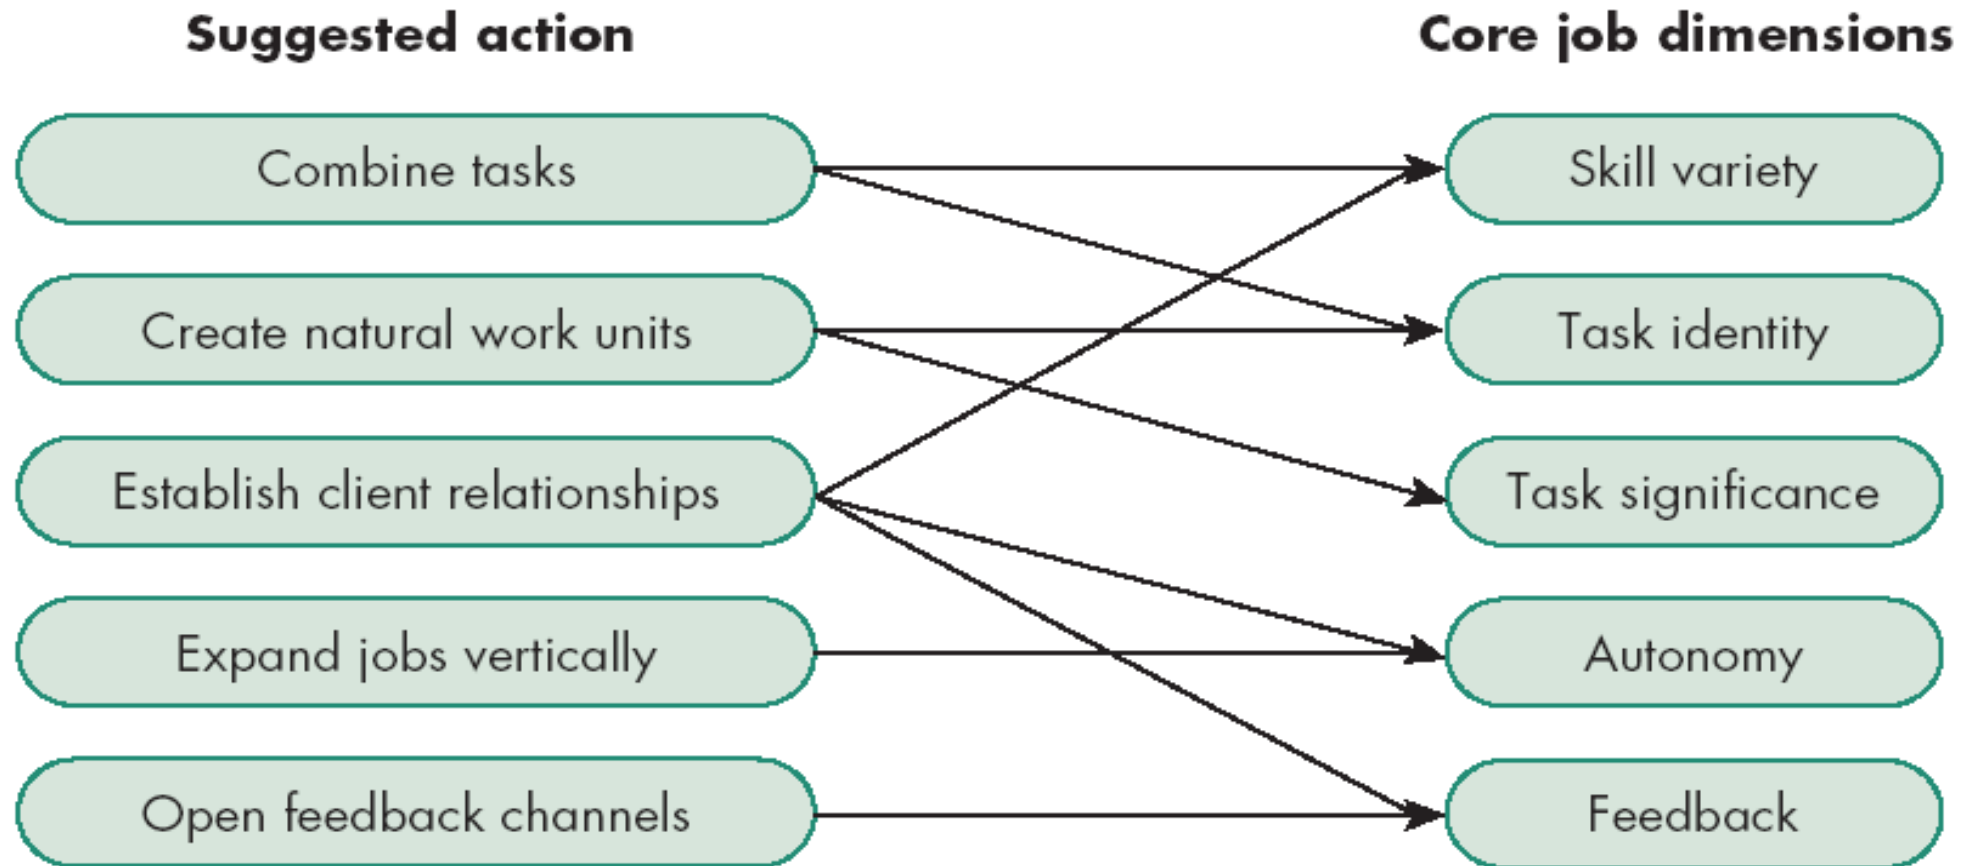 Suggested action
Core job dimensions
Combine tasks
Skill variety
Create natural work units
Task identity
Establish client relationships
Task significance
Expand jobs vertically
Autonomy
Open feedback channels
Feedback